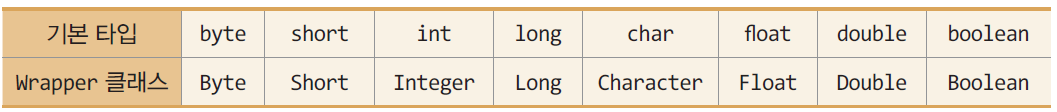 기본 타입 byte short int long char float double boolean
Wrapper 클래스 Byte Short Integer Long Character Float Double Boolean